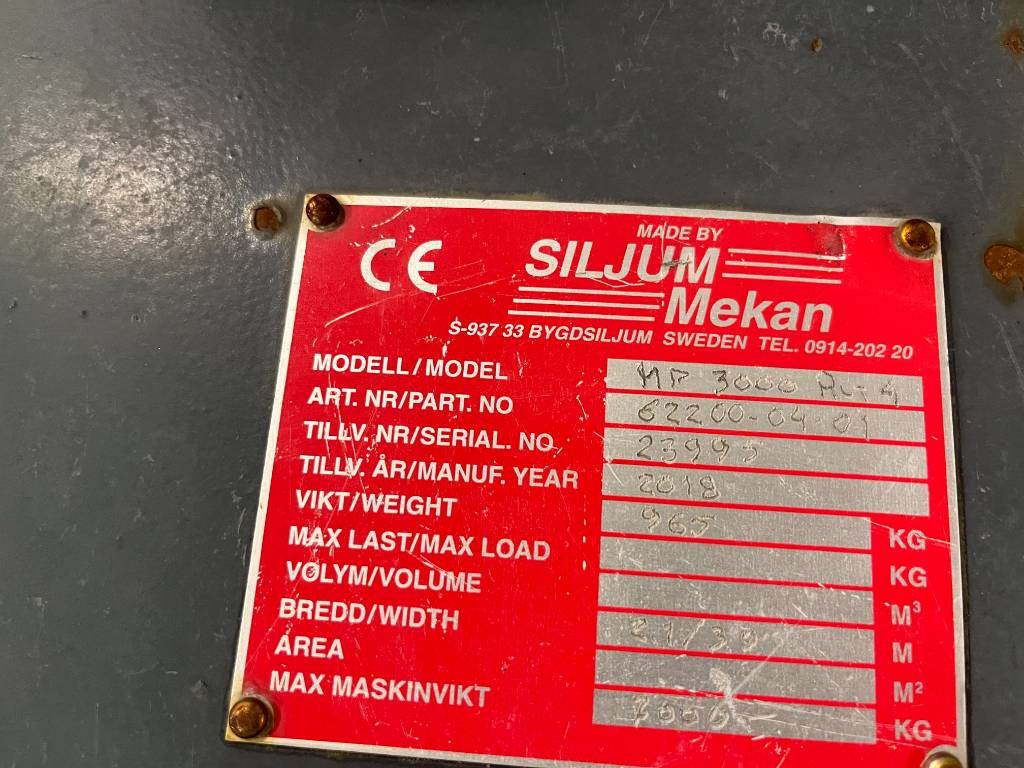 CE
MADE BY
SILJUM
Mekan
S-937 33 BYGDSILJUM SWEDEN TEL. 0914-202 20
MODELL/MODEL MP 3000
ART. NR/PART. NO 62200-04-01
TILLV. NR/SERIAL. NO 23995
TILLV. ÅR/MANUF. YEAR 2018
VIKT/WEIGHT 965 KG
MAX LAST/MAX LOAD KG
VOLYM/VOLUME M³
BREDD/WIDTH M
AREA M²
MAX MASKINVIKT KG